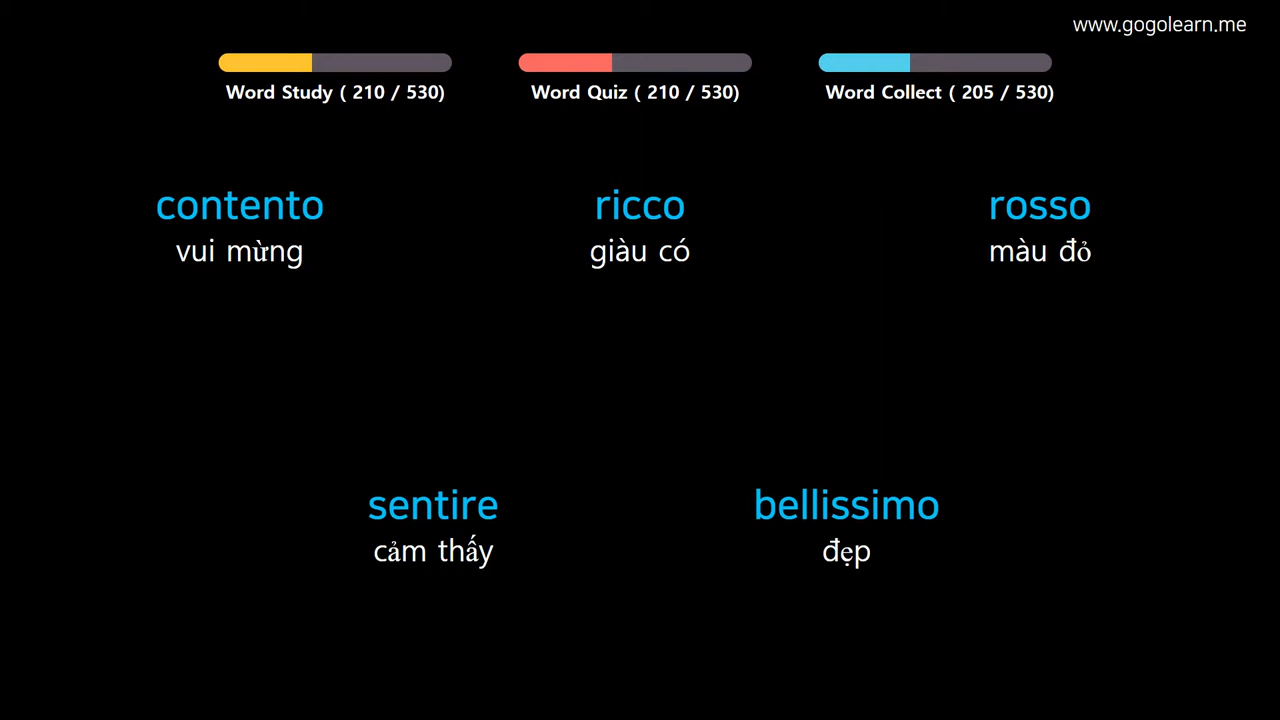 www.gogolearn.me
Word Study ( 210 / 530)
Word Quiz ( 210 / 530)
Word Collect ( 205 / 530)
contento
vui mừng
ricco
giàu có
rosso
màu đỏ
sentire
cảm thấy
bellissimo
đẹp